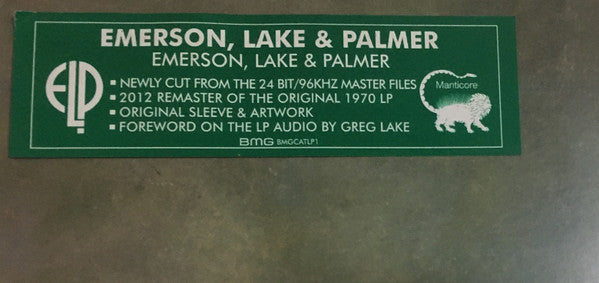 EMERSON, LAKE & PALMER
EMERSON, LAKE & PALMER
ELP
▪ NEWLY CUT FROM THE 24 BIT/96KHZ MASTER FILES
▪ 2012 REMASTER OF THE ORIGINAL 1970 LP
▪ ORIGINAL SLEEVE & ARTWORK
▪ FOREWORD ON THE LP AUDIO BY GREG LAKE
Manticore
BMG BMGCATLP1